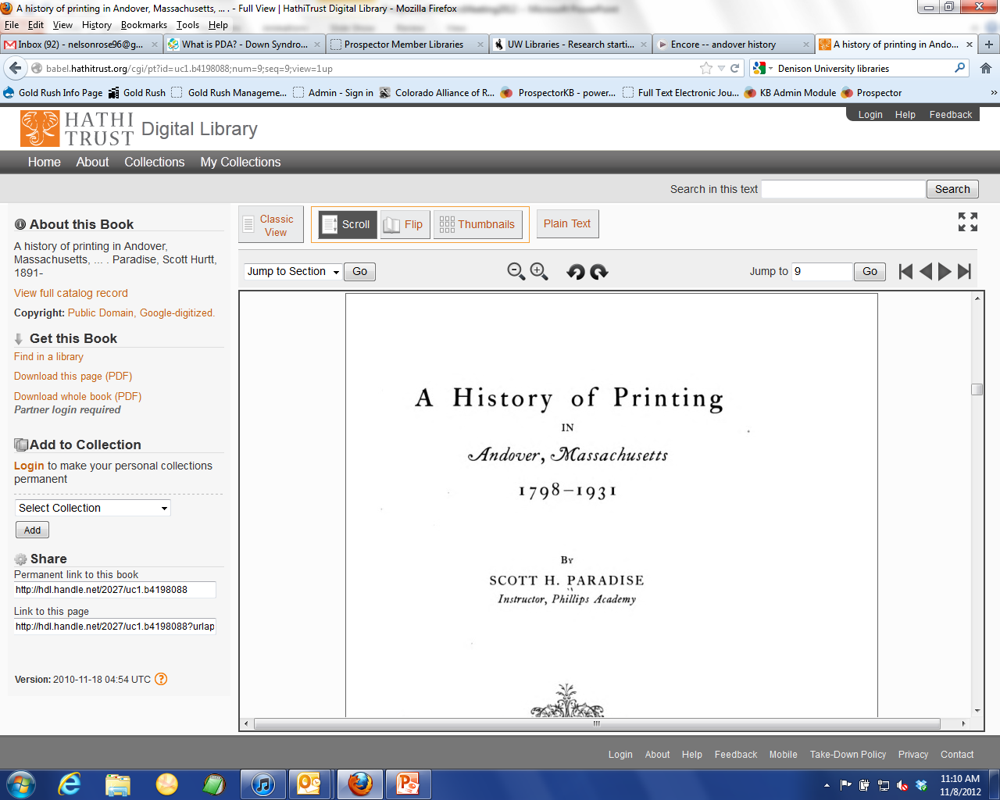 A history of printing in Andover, Massachusetts, ... . - Full View | HathiTrust Digital Library - Mozilla Firefox
File Edit View History Bookmarks Tools Help
Inbox (92) - nelsonrose96@g... What is PDA? - Down Syndro... Prospector Member Libraries UW Libraries - Research starti... Encore -- andover history A history of printing in Ando...
babel.hathitrust.org/cgi/pt?id=uc1.b4198088;num=9;seq=9;view=1up Denison University libraries
Gold Rush Info Page Gold Rush Gold Rush Manageme... Admin - Sign in Colorado Alliance of R... ProspectorKB - power... Full Text Electronic Jou... KB Admin Module Prospector »
HATHI
TRUST
Digital Library
Login Help Feedback
Home About Collections My Collections
Search in this text Search
About this Book
A history of printing in Andover,
Massachusetts, ... . Paradise, Scott Hurtt,
1891-
View full catalog record
Copyright: Public Domain, Google-digitized.
Get this Book
Find in a library
Download this page (PDF)
Download whole book (PDF)
Partner login required
Add to Collection
Login to make your personal collections
permanent
Select Collection
Add
Share
Permanent link to this book
http://hdl.handle.net/2027/uc1.b4198088
Link to this page
http://hdl.handle.net/2027/uc1.b4198088?urlap
Version: 2010-11-18 04:54 UTC
Classic
View
Scroll Flip Thumbnails Plain Text
Jump to Section Go Jump to 9 Go
A History of Printing
IN
Andover, Massachusetts
1798–1931
By
SCOTT H. PARADISE
Instructor, Phillips Academy
Login About Help Feedback Mobile Take-Down Policy Privacy Contact
11:10 AM
11/8/2012